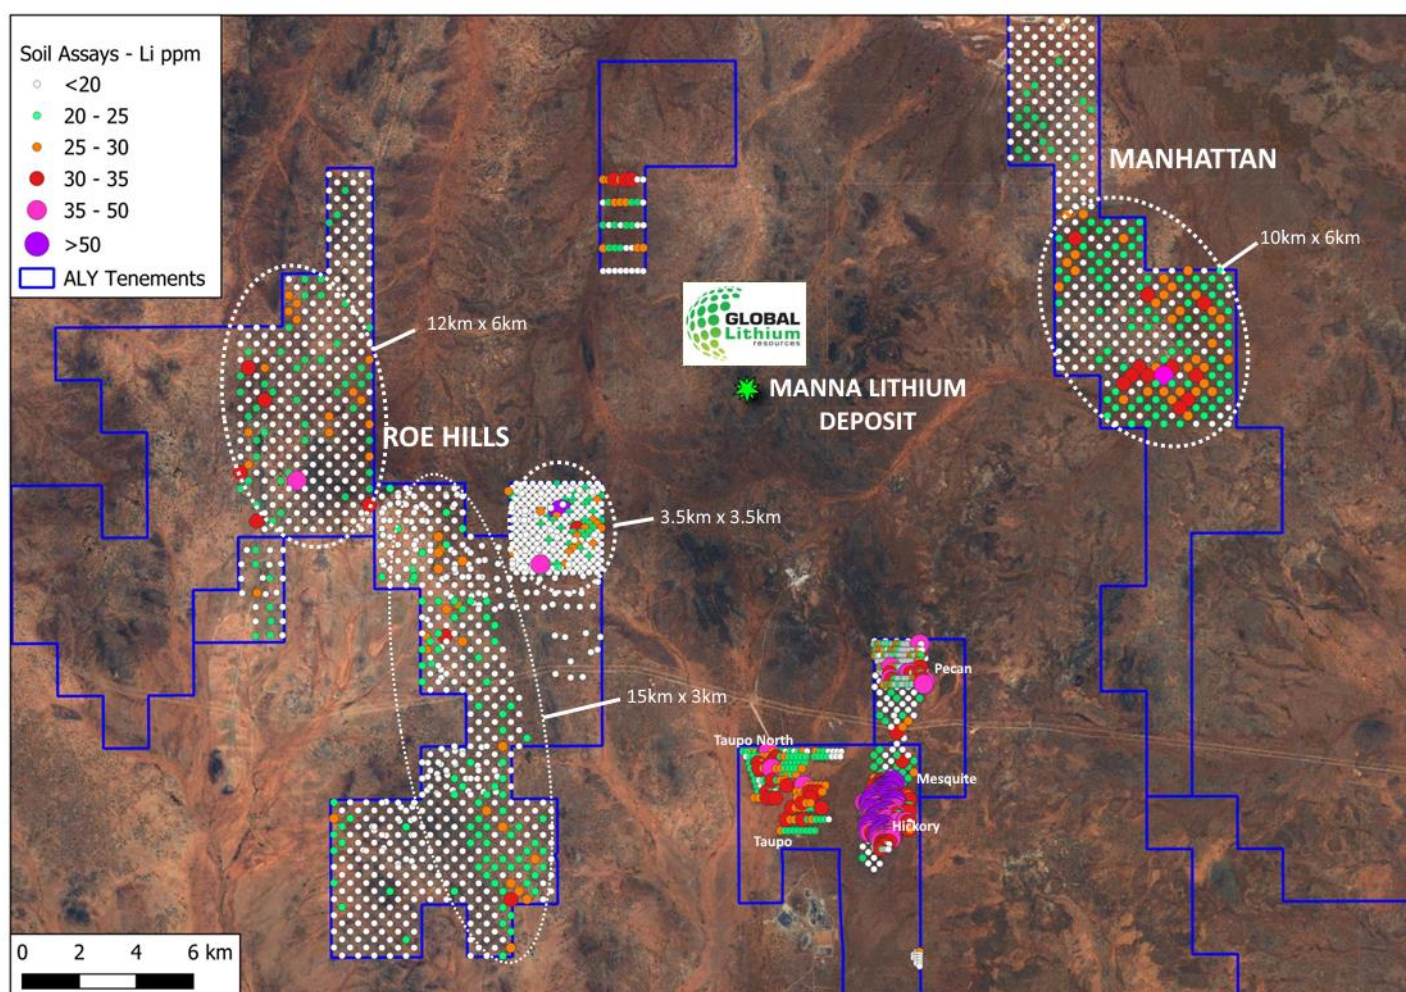 Soil Assays - Li ppm
<20
20 - 25
25 - 30
30 - 35
35 - 50
>50
ALY Tenements
MANHATTAN
10km x 6km
12km x 6km
GLOBAL
Lithium
resources
MANNA LITHIUM
DEPOSIT
ROE HILLS
3.5km x 3.5km
Pecan
15km x 3km
Taupo North
Mesquite
Hickory
Taupo
0 2 4 6 km